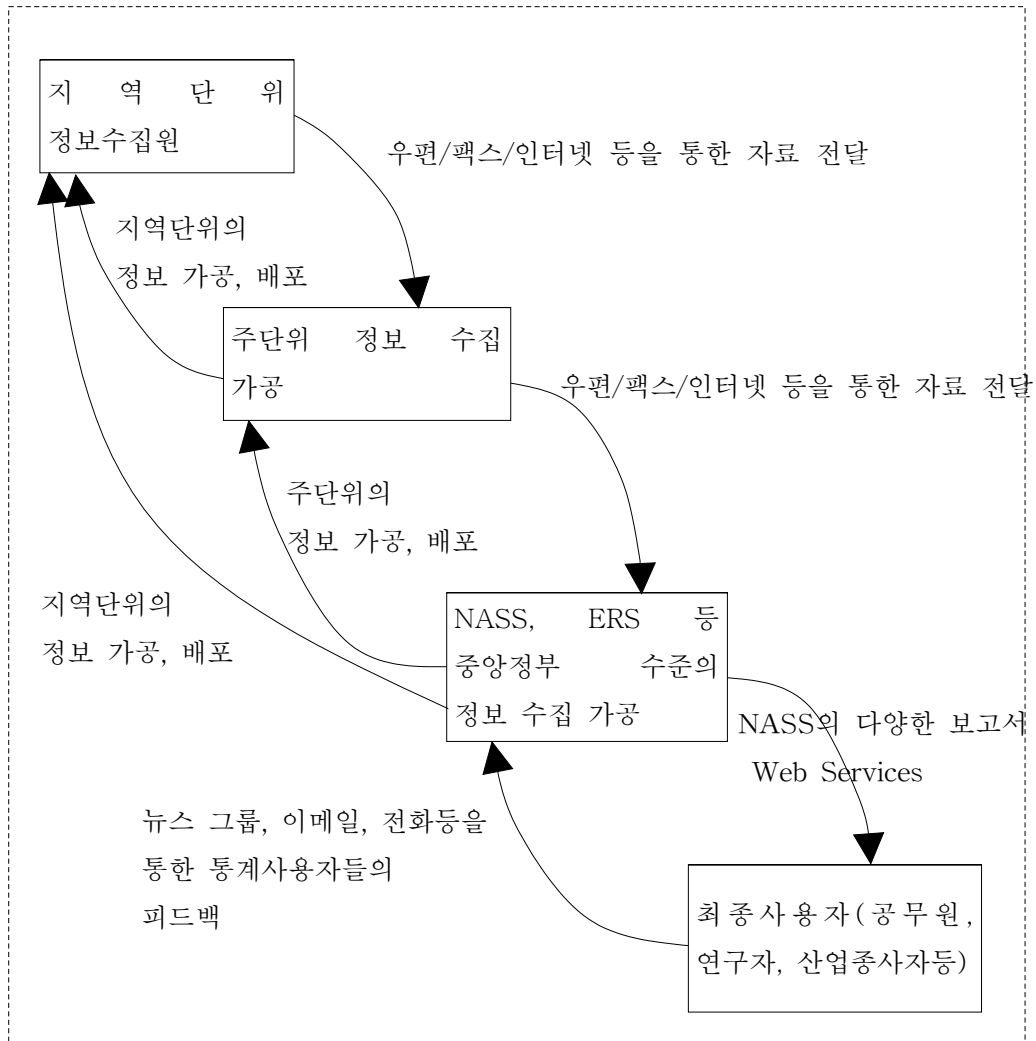 지 역 단 위
정보수집원
우편/팩스/인터넷 등을 통한 자료 전달
지역단위의
정보 가공, 배포
주단위 정보 수집
가공
우편/팩스/인터넷 등을 통한 자료 전달
주단위의
정보 가공, 배포
지역단위의
정보 가공, 배포
NASS, ERS 등
중앙정부 수준의
정보 수집 가공
NASS의 다양한 보고서
Web Services
뉴스 그룹, 이메일, 전화등을
통한 통계사용자들의
피드백
최종사용자(공무원,
연구자, 산업종사자등)